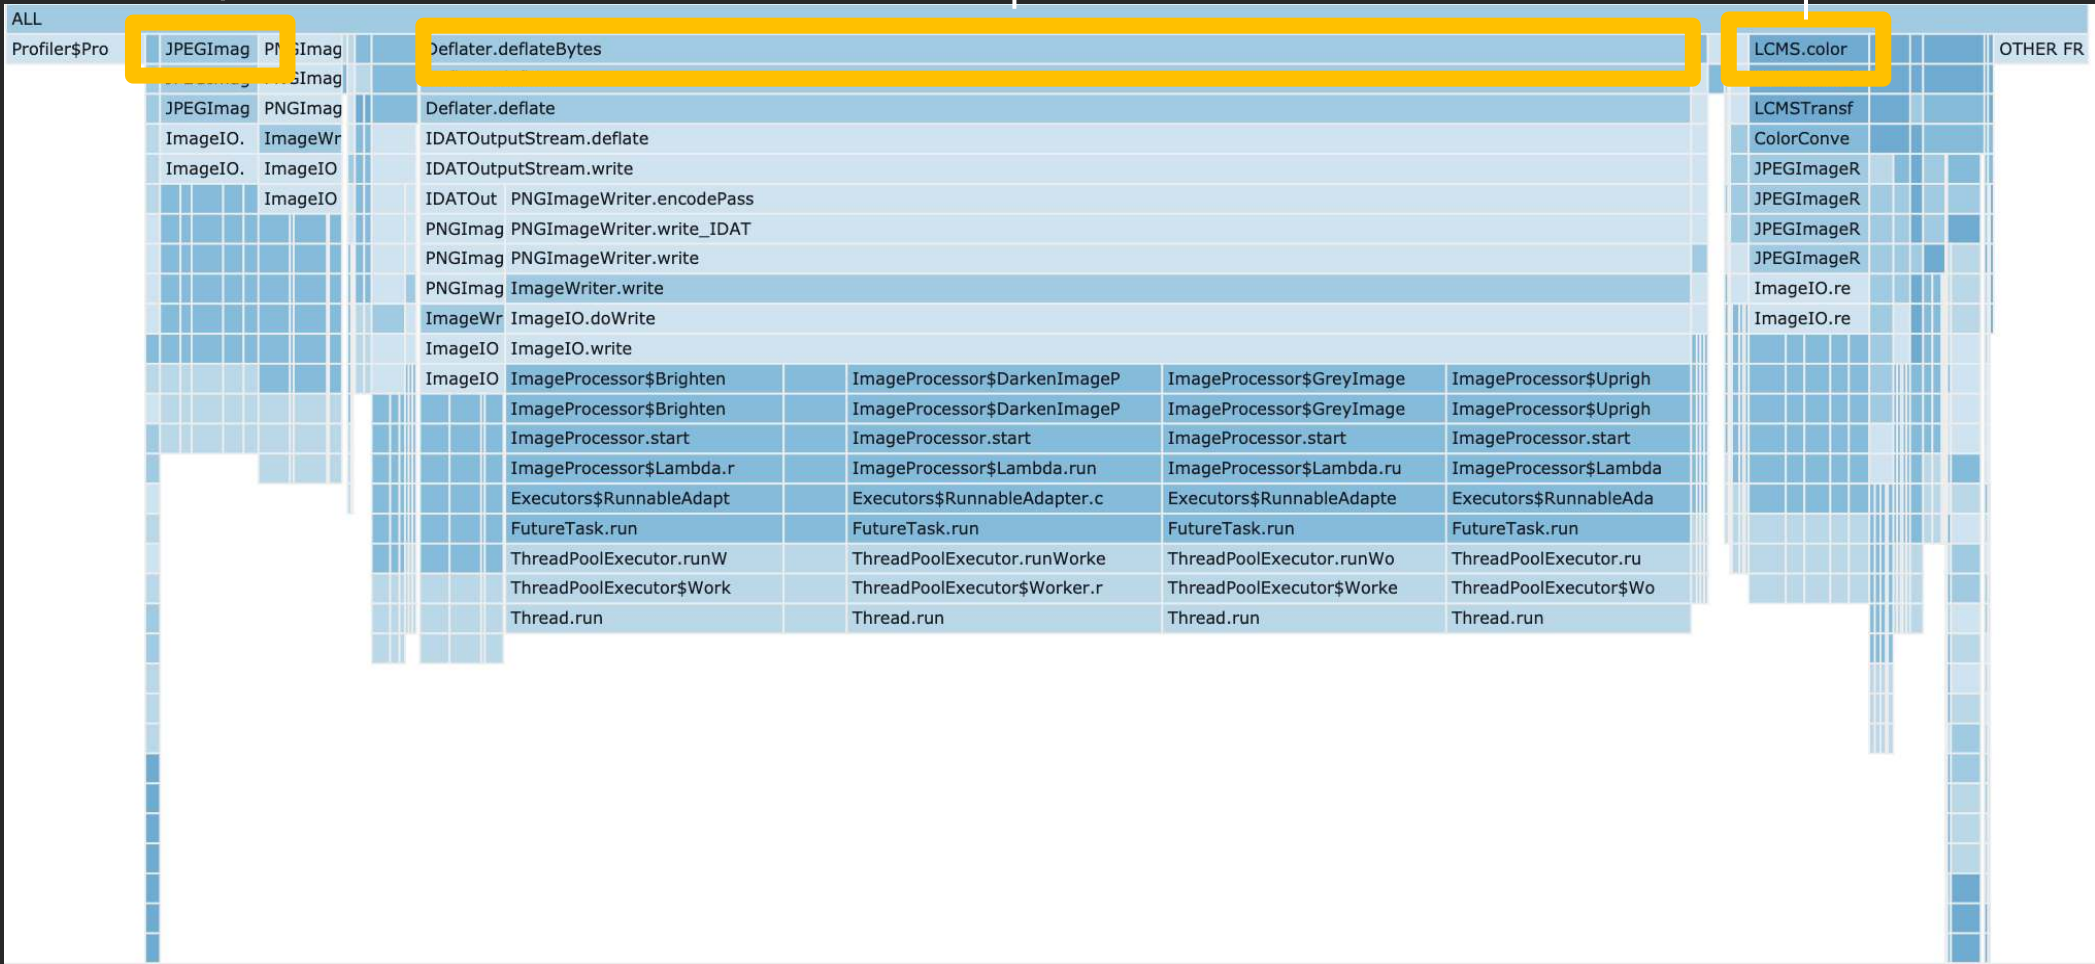 ALL
Profiler$Pro JPEGImag PNGImag Deflater.deflateBytes LCMS.color OTHER FR
JPEGImag PNGImag Deflater.deflate LCMSTransf
ImageIO. ImageWr IDATOutputStream.deflate ColorConve
ImageIO. ImageIO IDATOutputStream.write JPEGImageR
ImageIO IDATOut PNGImageWriter.encodePass JPEGImageR
PNGImag PNGImageWriter.write_IDAT JPEGImageR
PNGImag PNGImageWriter.write JPEGImageR
PNGImag ImageWriter.write ImageIO.re
ImageWr ImageIO.doWrite ImageIO.re
ImageIO ImageIO.write
ImageIO ImageProcessor$Brighten ImageProcessor$DarkenImageP ImageProcessor$GreyImage ImageProcessor$Uprigh
ImageProcessor$Brighten ImageProcessor$DarkenImageP ImageProcessor$GreyImage ImageProcessor$Uprigh
ImageProcessor.start ImageProcessor.start ImageProcessor.start ImageProcessor.start
ImageProcessor$Lambda.r ImageProcessor$Lambda.run ImageProcessor$Lambda.ru ImageProcessor$Lambda
Executors$RunnableAdapt Executors$RunnableAdapter.c Executors$RunnableAdapte Executors$RunnableAda
FutureTask.run FutureTask.run FutureTask.run FutureTask.run
ThreadPoolExecutor.runW ThreadPoolExecutor.runWorke ThreadPoolExecutor.runWo ThreadPoolExecutor.ru
ThreadPoolExecutor$Work ThreadPoolExecutor$Worker.r ThreadPoolExecutor$Worke ThreadPoolExecutor$Wo
Thread.run Thread.run Thread.run Thread.run